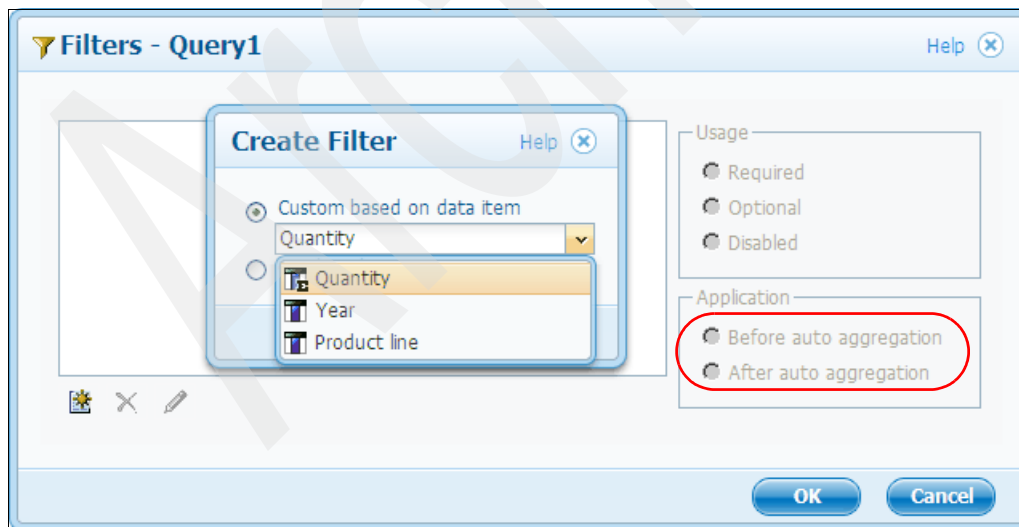 Filters - Query1
Help
Create Filter
Help
Custom based on data item
Quantity
Quantity
Year
Product line
Usage
Required
Optional
Disabled
Application
Before auto aggregation
After auto aggregation
OK
Cancel